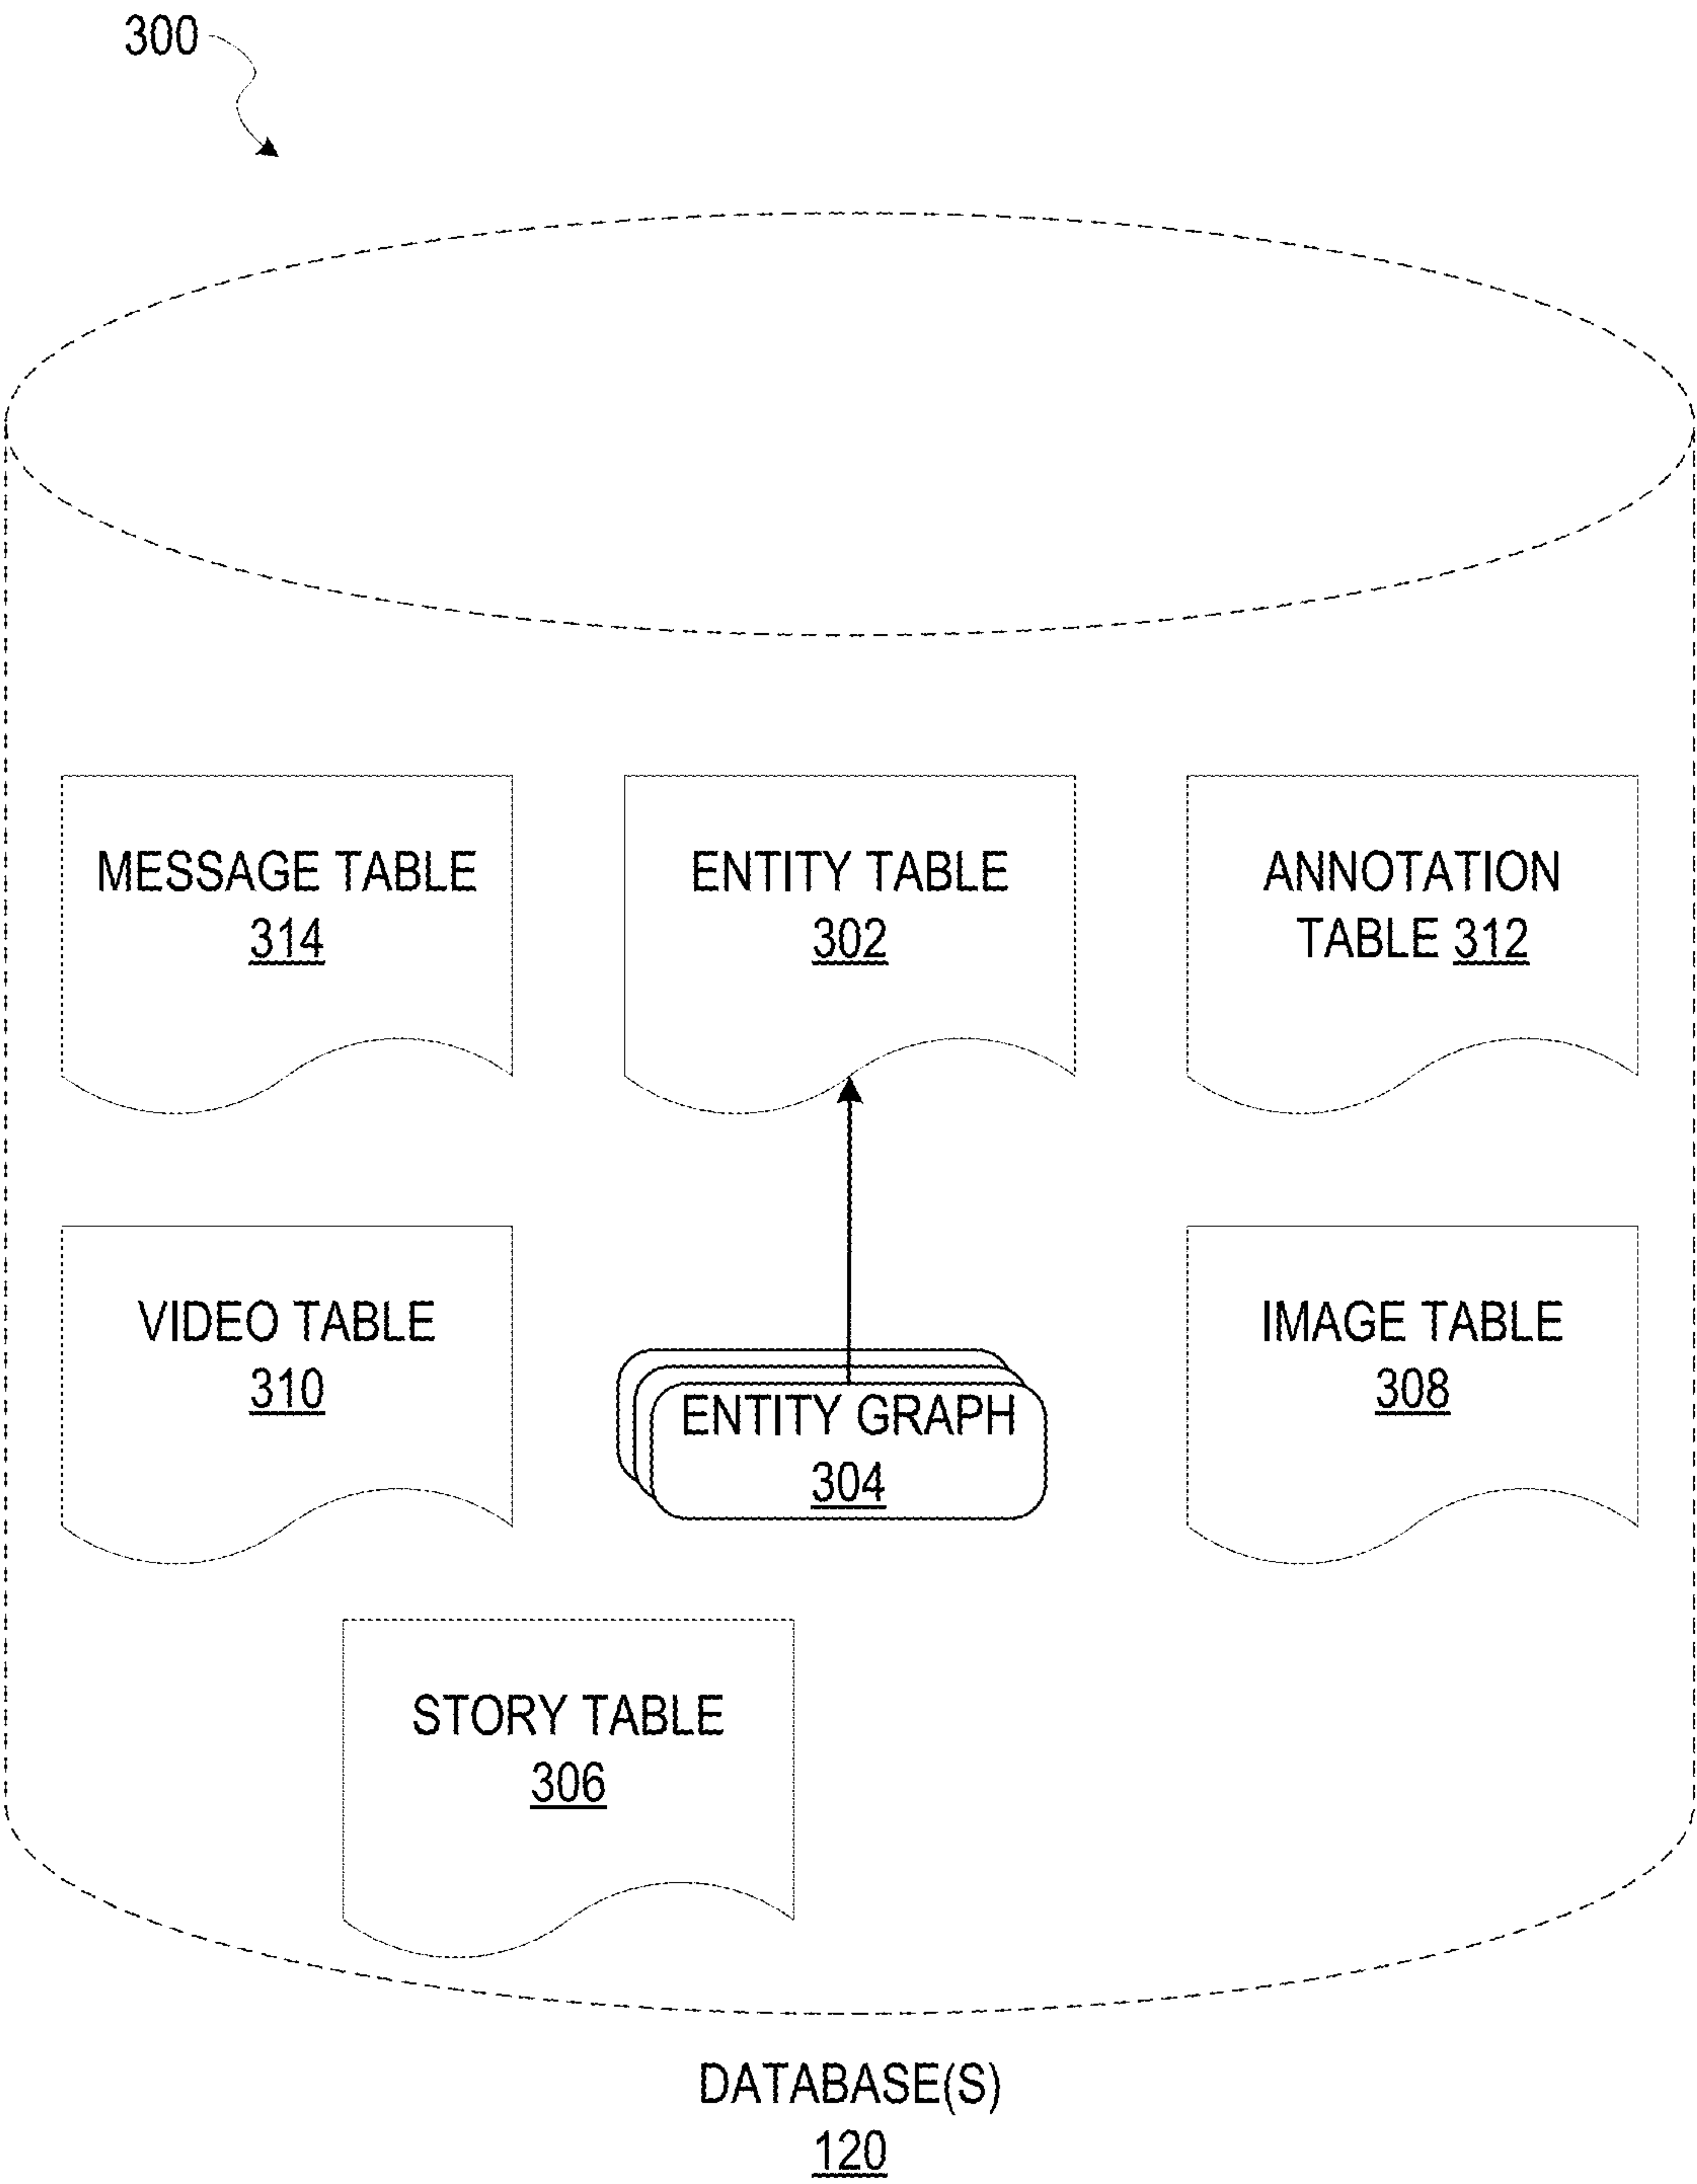 300
MESSAGE TABLE
314
ENTITY TABLE
302
ANNOTATION
TABLE 312
VIDEO TABLE
310
ENTITY GRAPH
304
IMAGE TABLE
308
STORY TABLE
306
DATABASE(S)
120